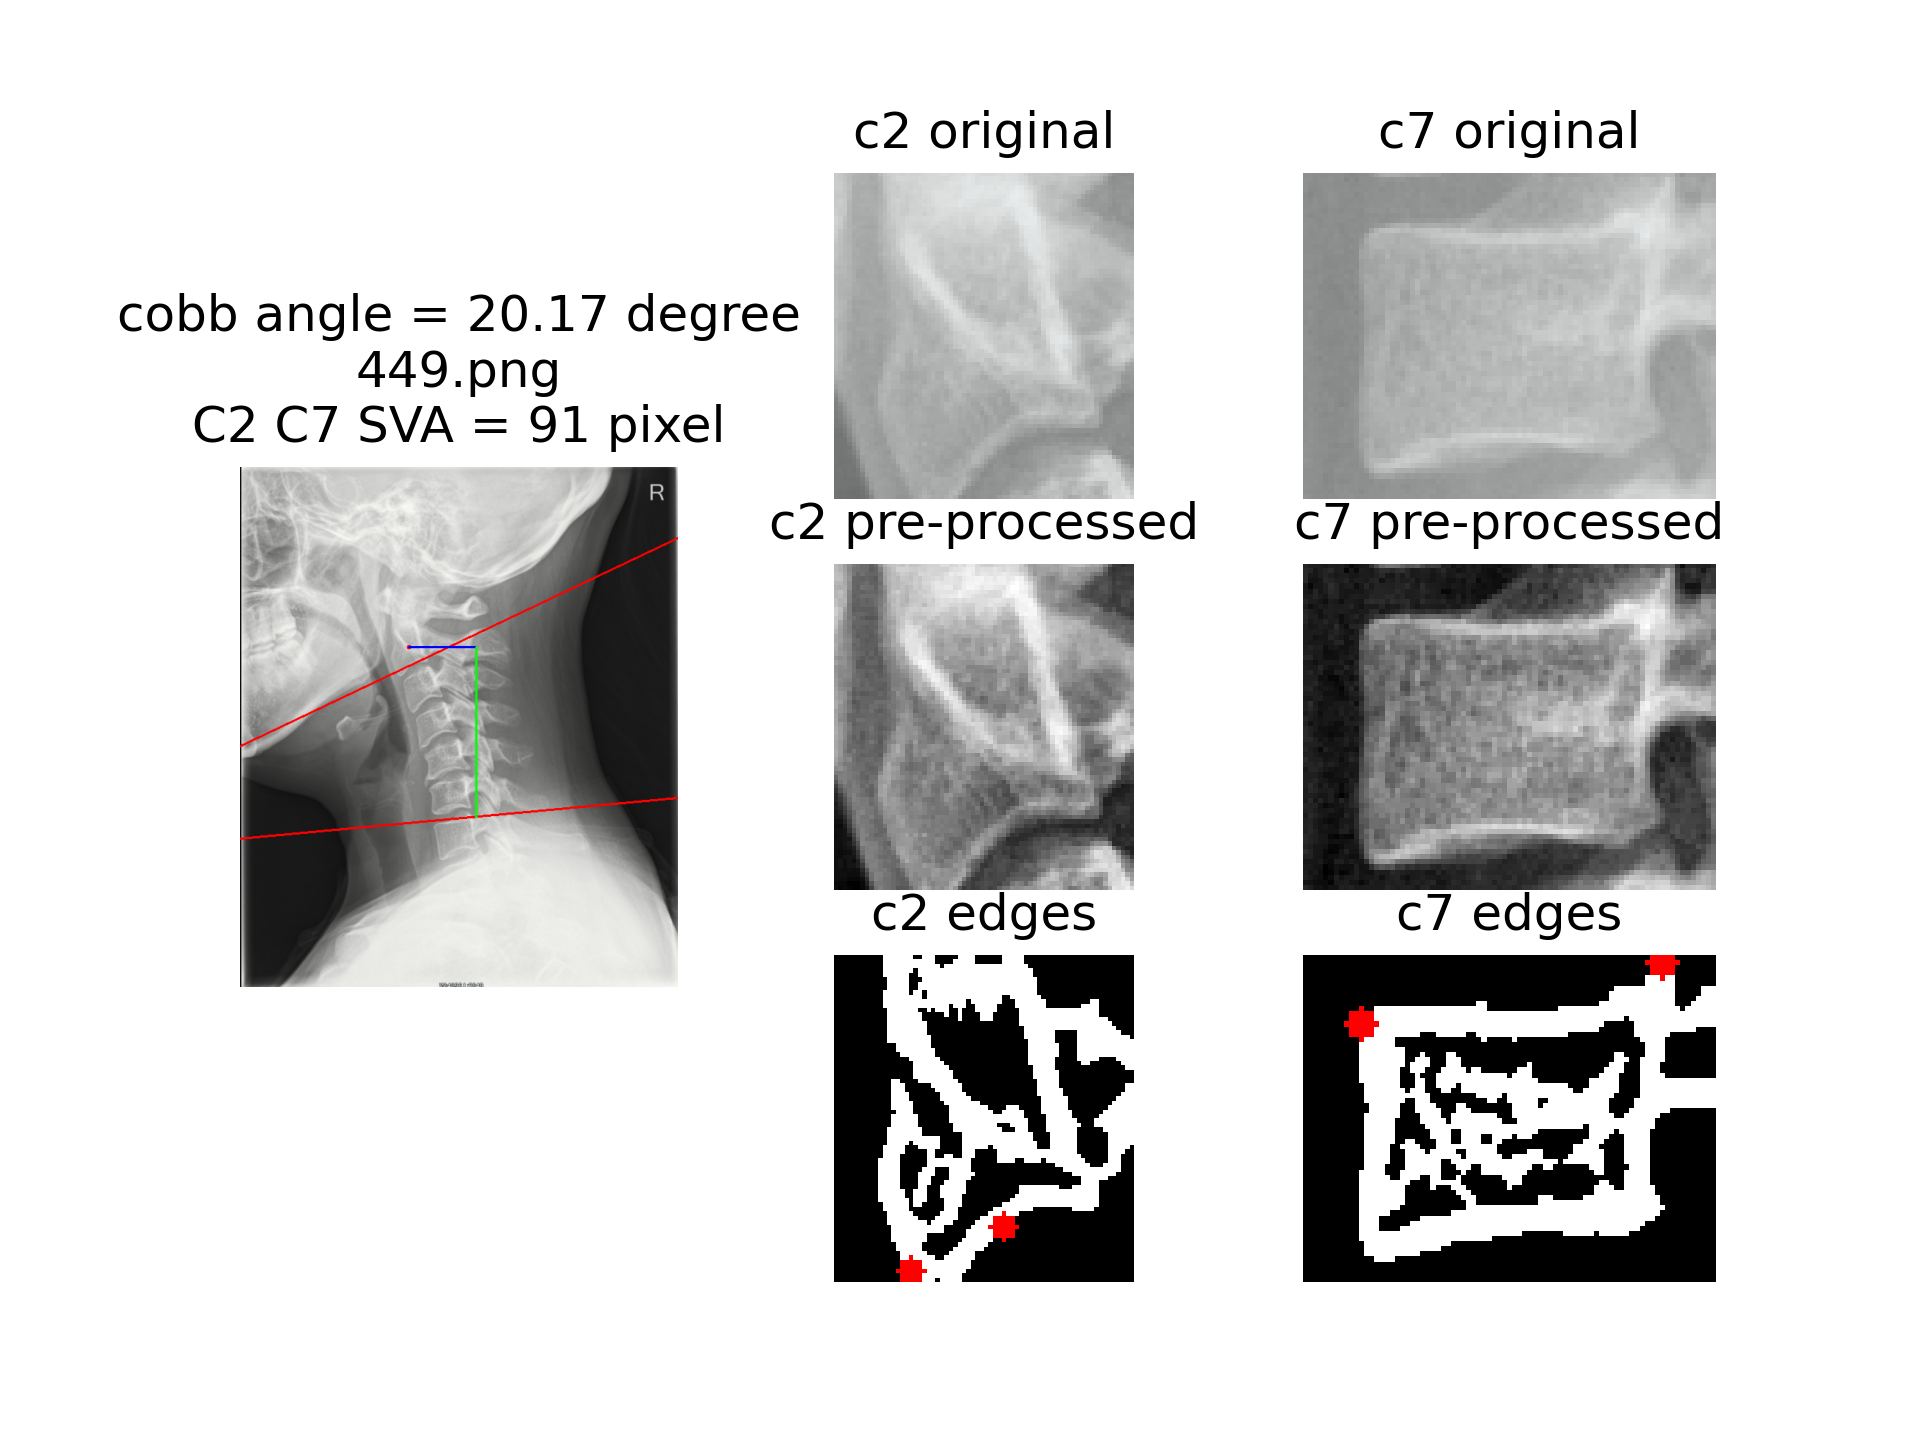 cobb angle = 20.17 degree
449.png
C2 C7 SVA = 91 pixel
R
c2 original
c7 original
c2 pre-processed
c7 pre-processed
c2 edges
c7 edges